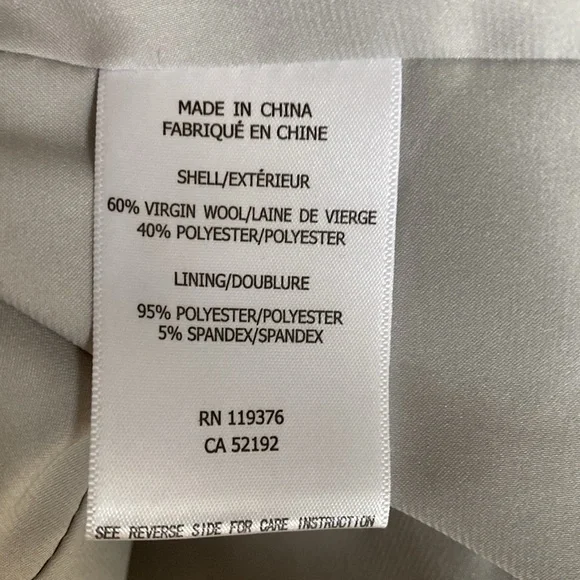 MADE IN CHINA
FABRIQUÉ EN CHINE
SHELL/EXTÉRIEUR
60% VIRGIN WOOL/LAINE DE VIERGE
40% POLYESTER/POLYESTER
LINING/DOUBLURE
95% POLYESTER/POLYESTER
5% SPANDEX/SPANDEX
RN 119376
CA 52192
SEE REVERSE SIDE FOR CARE INSTRUCTION